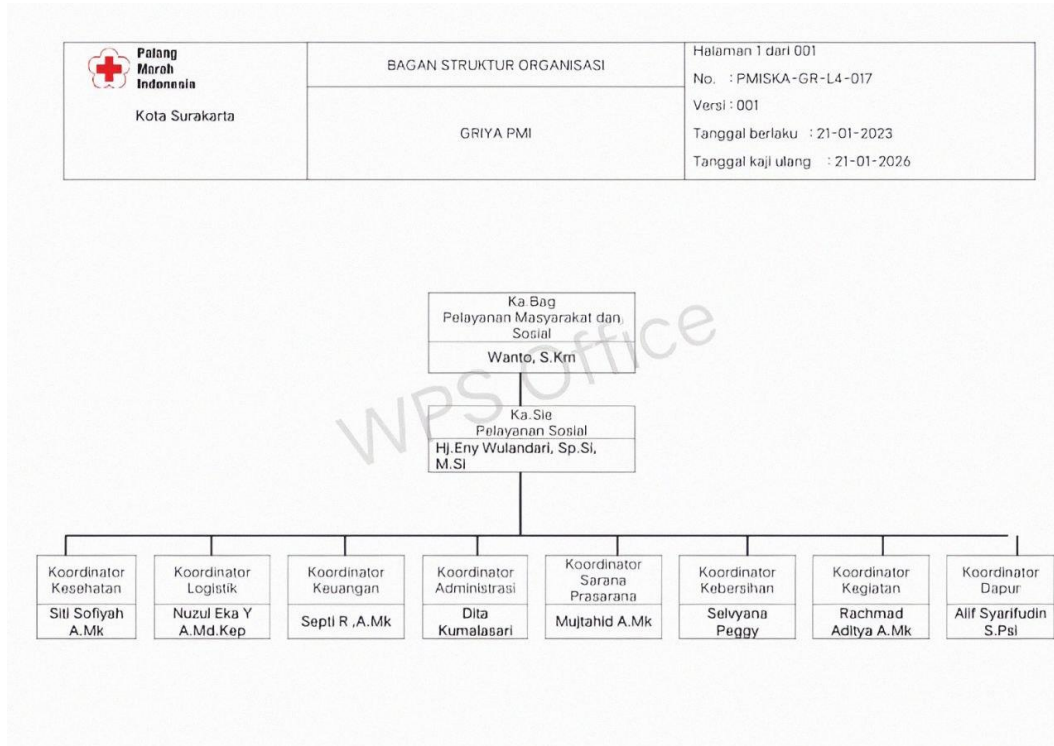 Palang
Merah
Indonesia
Kota Surakarta
BAGAN STRUKTUR ORGANISASI
GRIYA PMI
Halaman 1 dari 001
No. : PMISKA-GR-L4-017
Versi : 001
Tanggal berlaku : 21-01-2023
Tanggal kaji ulang : 21-01-2026
Ka.Bag
Pelayanan Masyarakat dan
Sosial
Wanto, S.Km
Ka.Sie
Pelayanan Sosial
Hj.Eny Wulandari, Sp.Si,
M.Si
WPS Office
Koordinator
Kesehatan
Siti Sofiyah
A.Mk
Koordinator
Logistik
Nuzul Eka Y
A.Md.Kep
Koordinator
Keuangan
Septi R ,A.Mk
Koordinator
Administrasi
Dita
Kumalasari
Koordinator
Sarana
Prasarana
Mujtahid A.Mk
Koordinator
Kebersihan
Selvyana
Peggy
Koordinator
Kegiatan
Rachmad
Aditya A.Mk
Koordinator
Dapur
Alif Syarifudin
S.Psi